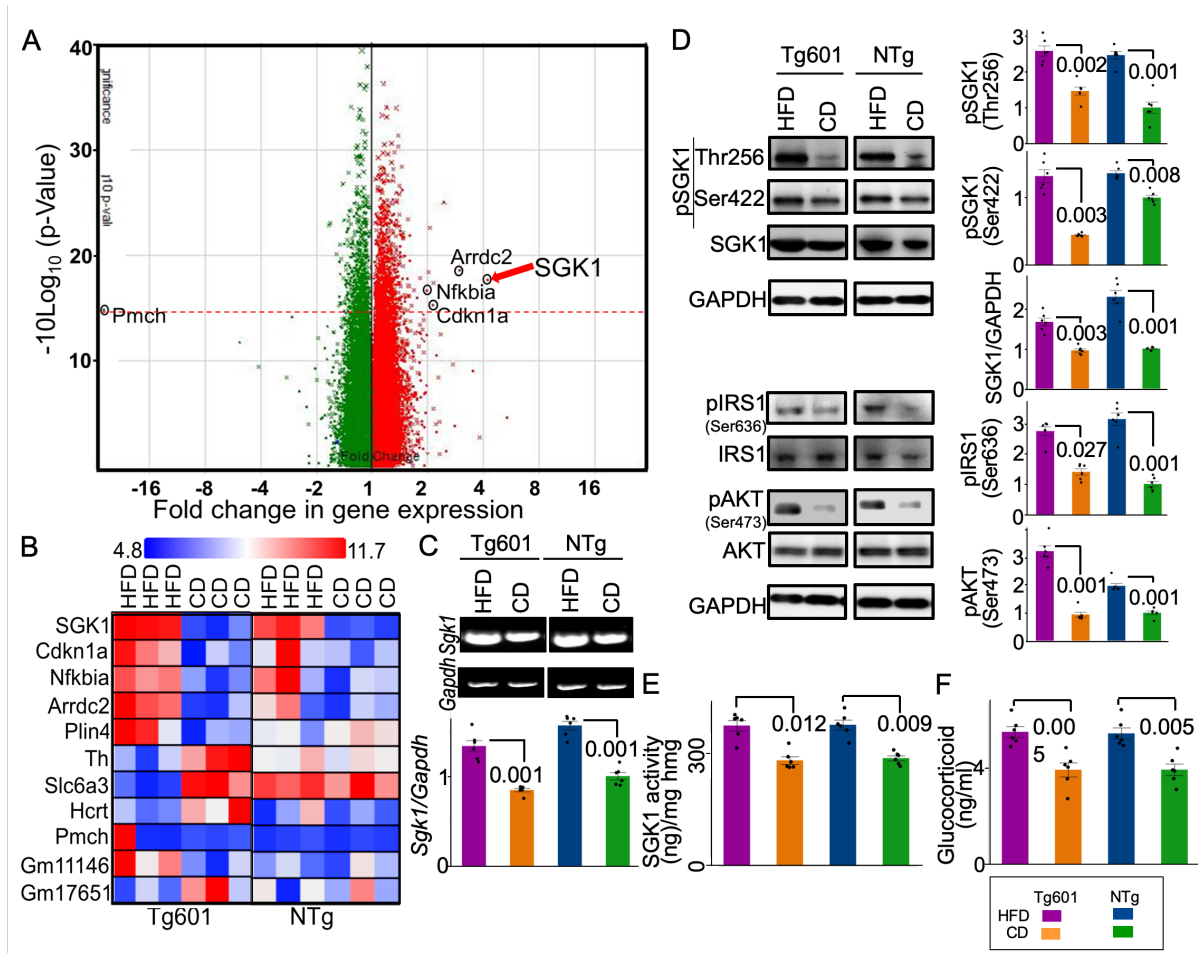 A
40
30
20
10
-10Log10 (p-Value)
gnificance
Arrdc2
SGK1
Nfkbia
Cdkn1a
Pmch
Fold Change
-16 -8 -4 -2 1 2 4 8 16
Fold change in gene expression
B
4.8 11.7
HFD HFD HFD CD CD CD HFD HFD HFD CD CD CD
SGK1
Cdkn1a
Nfkbia
Arrdc2
Plin4
Th
Slc6a3
Hcrt
Pmch
Gm11146
Gm17651
Tg601 NTg
C
Tg601 NTg
HFD CD HFD CD
Sgk1
Gapdh
Sgk1/Gapdh
1
0
0.001
0.001
D
Tg601 NTg
HFD CD HFD CD
pSGK1
Thr256
Ser422
SGK1
GAPDH
pIRS1
(Ser636)
IRS1
pAKT
(Ser473)
AKT
GAPDH
pSGK1
(Thr256)
3
2
1
0
0.002
0.001
pSGK1
(Ser422)
1
0
0.003
0.008
SGK1/GAPDH
2
1
0
0.003
0.001
pIRS1
(Ser636)
3
2
1
0
0.027
0.001
pAKT
(Ser473)
3
2
1
0
0.001
0.001
E
SGK1 activity
(ng)/mg hmg
300
0
0.012
0.009
F
Glucocorticoid
(ng/ml)
4
0
0.00
5
0.005
Tg601 NTg
HFD
CD